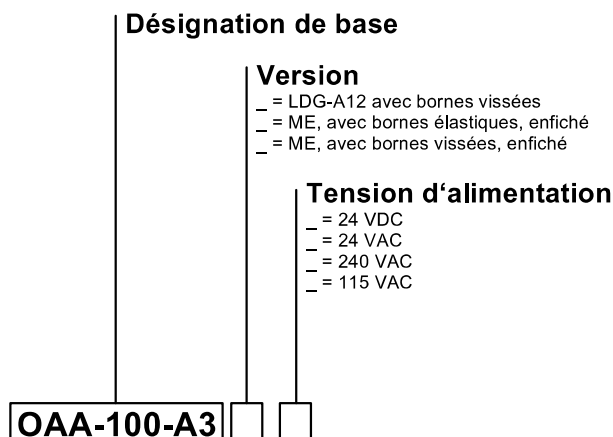 Désignation de base
Version
_ = LDG-A12 avec bornes vissées
_ = ME, avec bornes élastiques, enfiché
_ = ME, avec bornes vissées, enfiché
Tension d‘alimentation
_ = 24 VDC
_ = 24 VAC
_ = 240 VAC
_ = 115 VAC
OAA-100-A3